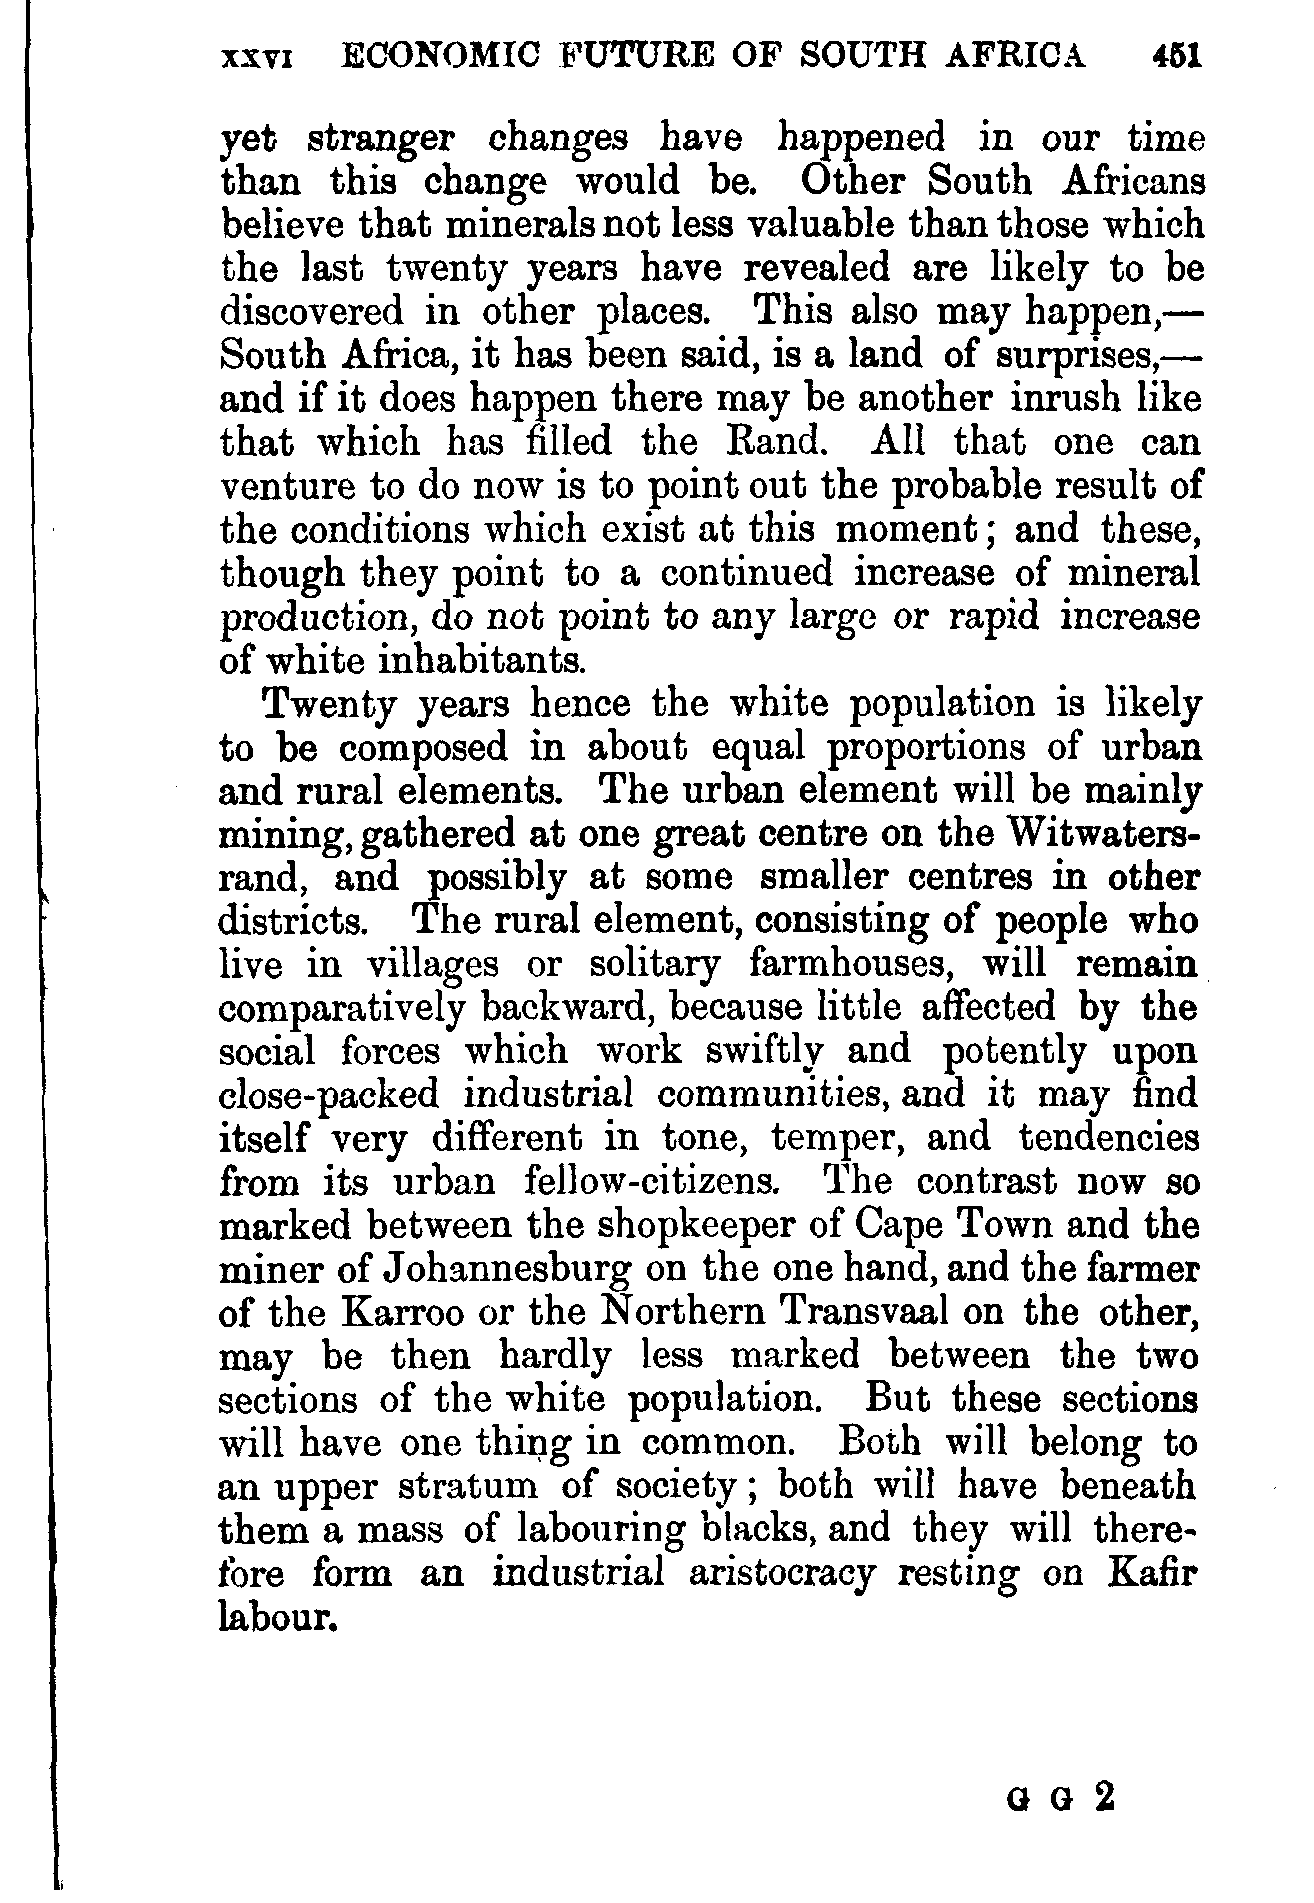 XXVI ECONOMIC FUTURE OF SOUTH AFRICA 451
yet stranger changes have happened in our time
than this change would be. Other South Africans
believe that minerals not less valuable than those which
the last twenty years have revealed are likely to be
discovered in other places. This also may happen,—
South Africa, it has been said, is a land of surprises,—
and if it does happen there may be another inrush like
that which has filled the Rand. All that one can
venture to do now is to point out the probable result of
the conditions which exist at this moment; and these,
though they point to a continued increase of mineral
production, do not point to any large or rapid increase
of white inhabitants.
Twenty years hence the white population is likely
to be composed in about equal proportions of urban
and rural elements. The urban element will be mainly
mining, gathered at one great centre on the Witwaters-
rand, and possibly at some smaller centres in other
districts. The rural element, consisting of people who
live in villages or solitary farmhouses, will remain
comparatively backward, because little affected by the
social forces which work swiftly and potently upon
close-packed industrial communities, and it may find
itself very different in tone, temper, and tendencies
from its urban fellow-citizens. The contrast now so
marked between the shopkeeper of Cape Town and the
miner of Johannesburg on the one hand, and the farmer
of the Karroo or the Northern Transvaal on the other,
may be then hardly less marked between the two
sections of the white population. But these sections
will have one thing in common. Both will belong to
an upper stratum of society; both will have beneath
them a mass of labouring blacks, and they will there-
fore form an industrial aristocracy resting on Kafir
labour.
G G 2